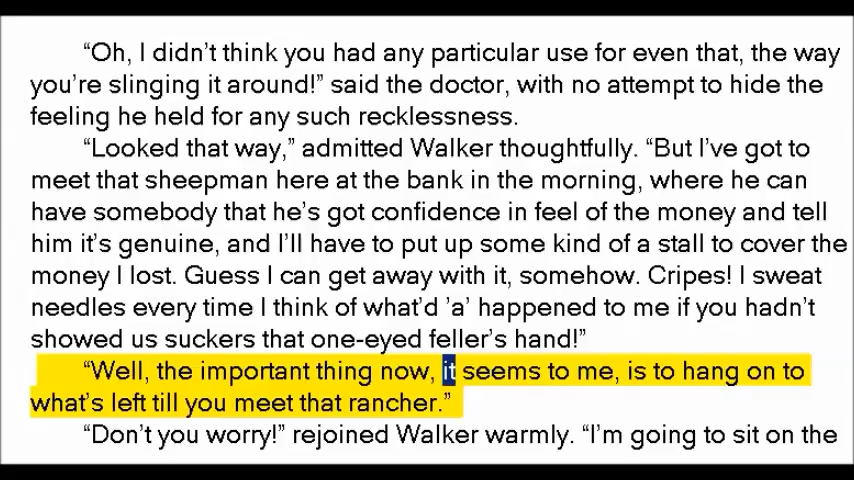 “Oh, I didn’t think you had any particular use for even that, the way
you’re slinging it around!” said the doctor, with no attempt to hide the
feeling he held for any such recklessness.
“Looked that way,” admitted Walker thoughtfully. “But I’ve got to
meet that sheepman here at the bank in the morning, where he can
have somebody that he’s got confidence in feel of the money and tell
him it’s genuine, and I’ll have to put up some kind of a stall to cover the
money I lost. Guess I can get away with it, somehow. Cripes! I sweat
needles every time I think of what’d 'a' happened to me if you hadn’t
showed us suckers that one-eyed feller’s hand!”
“Well, the important thing now, it seems to me, is to hang on to
what’s left till you meet that rancher.”
“Don’t you worry!” rejoined Walker warmly. “I’m going to sit on the